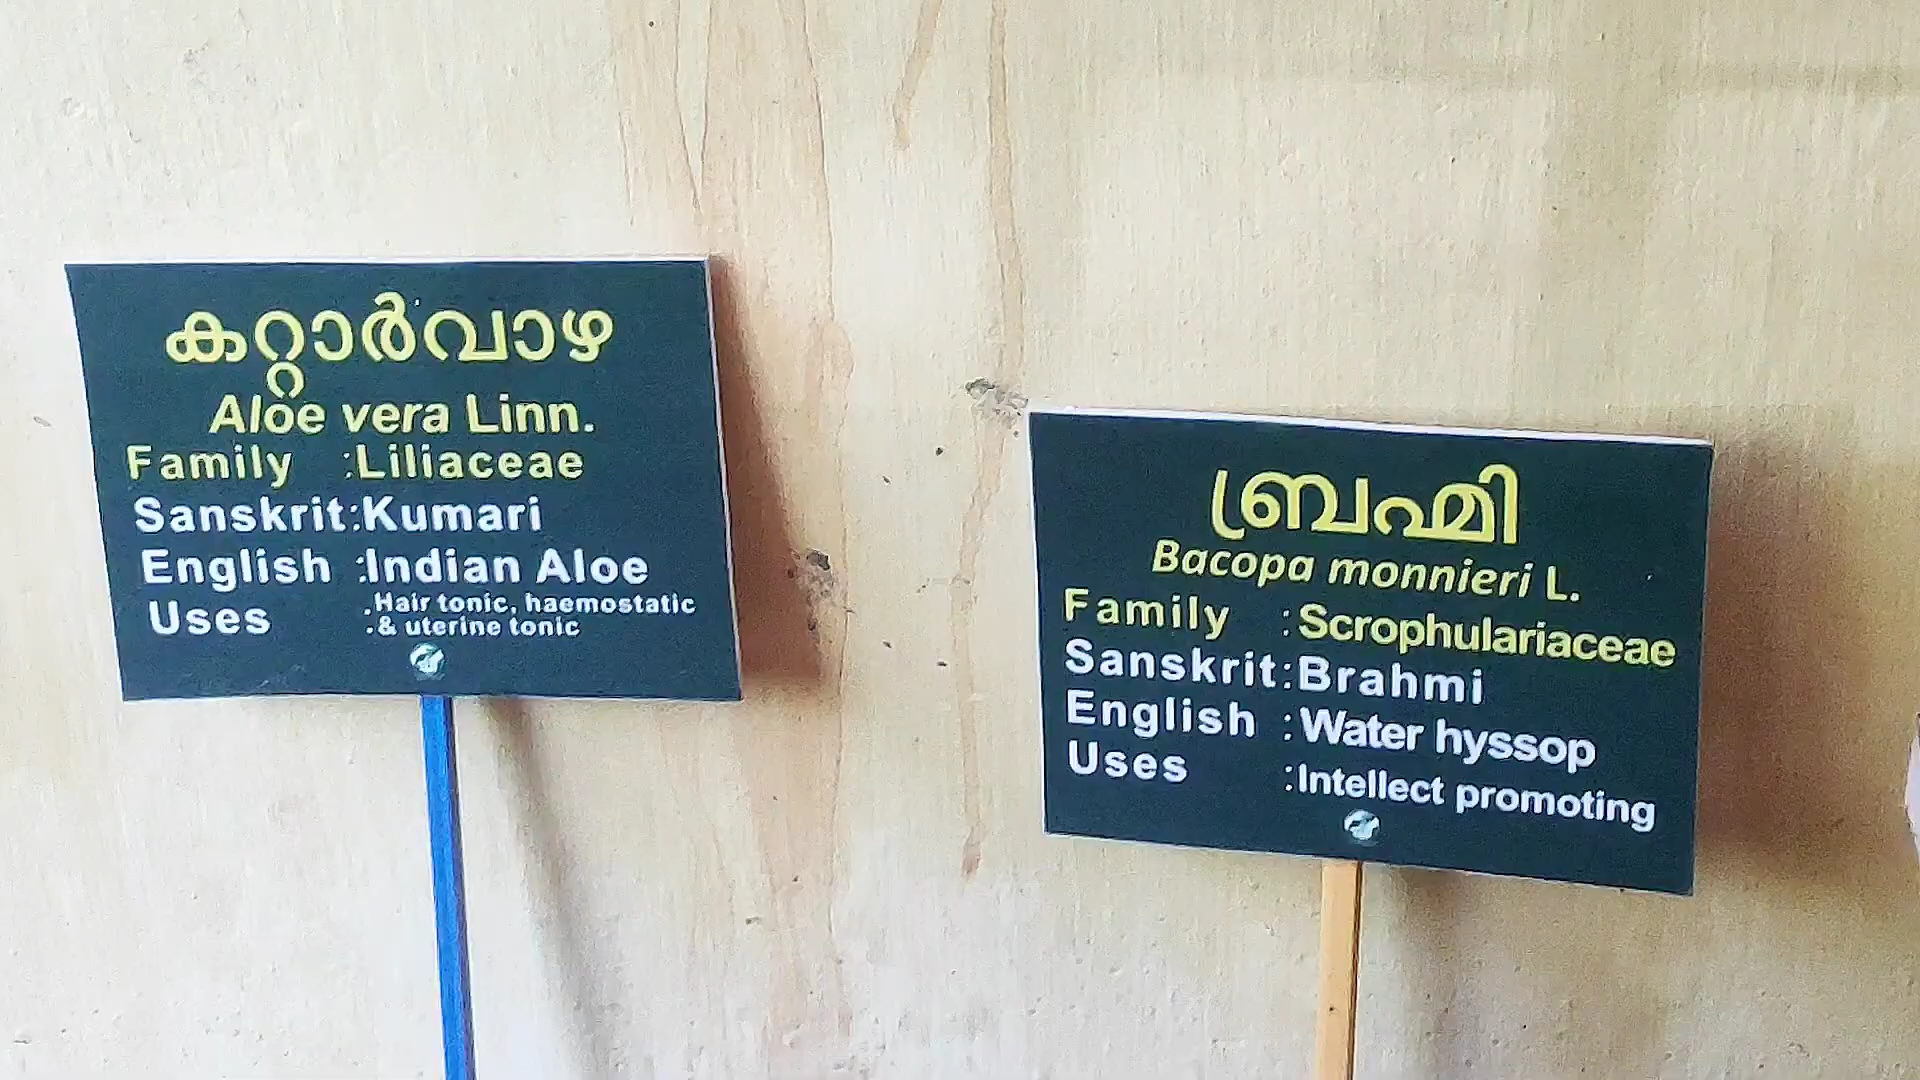 കറ്റാർവാഴ
Aloe vera Linn.
Family :Liliaceae
Sanskrit:Kumari
English :Indian Aloe
Uses .Hair tonic, haemostatic
.& uterine tonic
ബ്രഹ്മി
Bacopa monnieri L.
Family :Scrophulariaceae
Sanskrit:Brahmi
English :Water hyssop
Uses :Intellect promoting